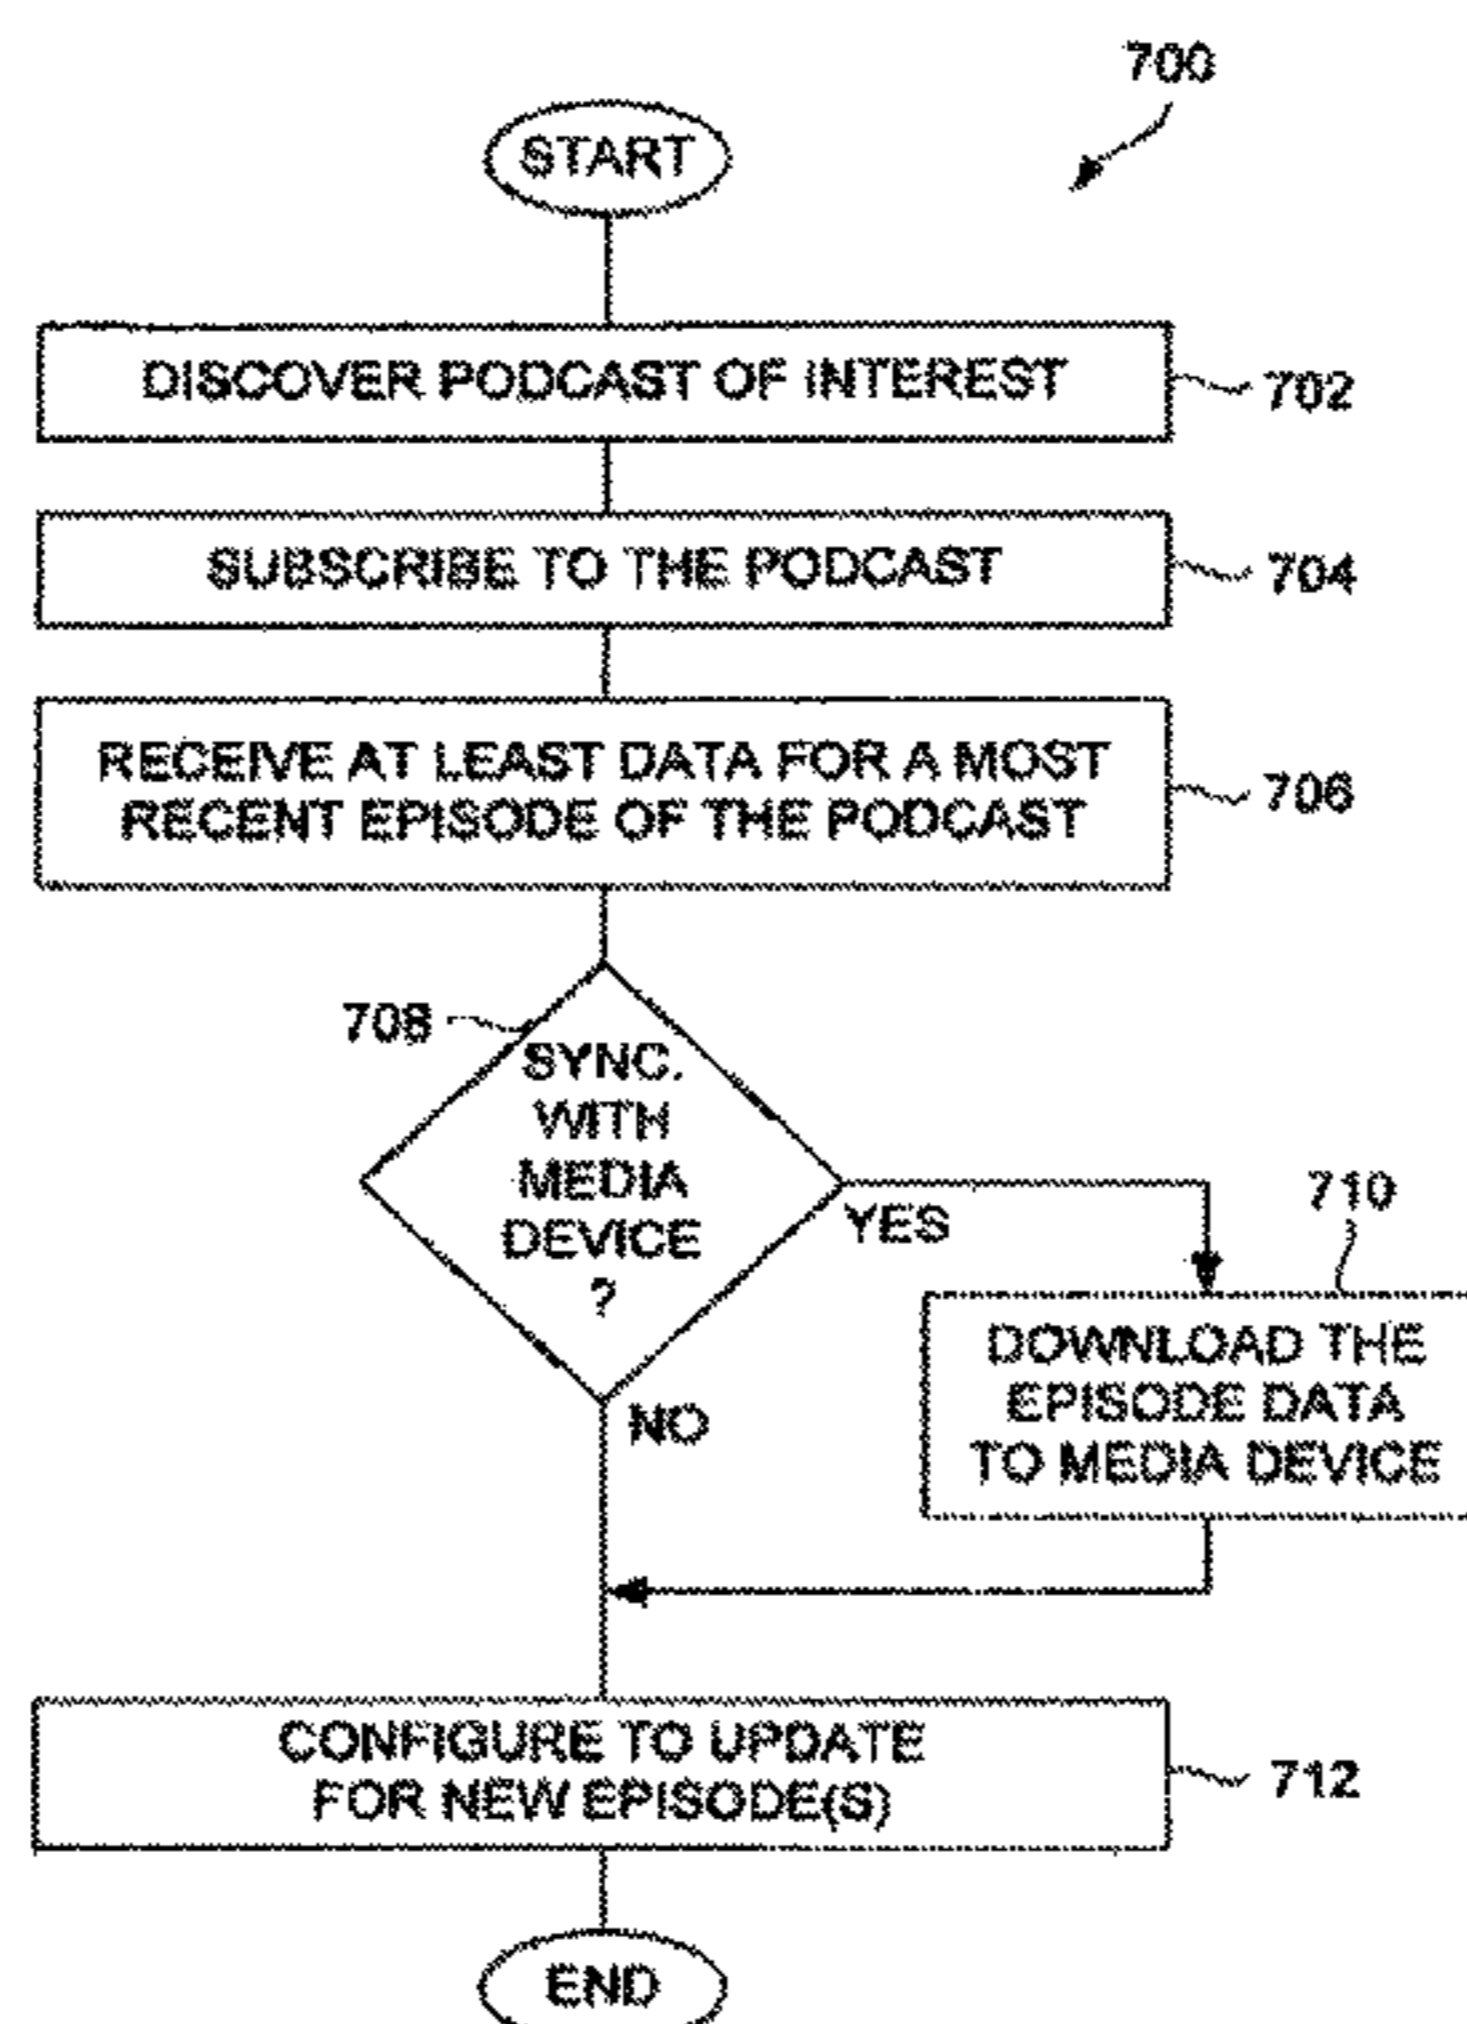 700
START
DISCOVER PODCAST OF INTEREST
702
SUBSCRIBE TO THE PODCAST
704
RECEIVE AT LEAST DATA FOR A MOST
RECENT EPISODE OF THE PODCAST
706
708
SYNC.
WITH
MEDIA
DEVICE
?
YES
NO
710
DOWNLOAD THE
EPISODE DATA
TO MEDIA DEVICE
CONFIGURE TO UPDATE
FOR NEW EPISODE(S)
712
END